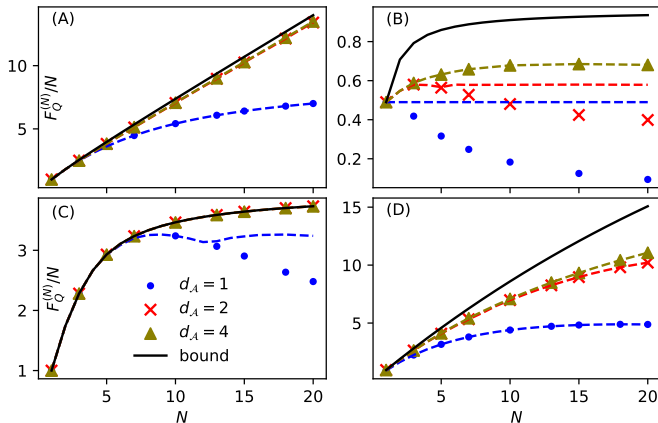 (A)
F_Q^{(N)}/N
10
5
(B)
0.8
0.6
0.4
0.2
(C)
F_Q^{(N)}/N
3
2
1
d_𝒜 = 1
d_𝒜 = 2
d_𝒜 = 4
bound
5 10 15 20
N
(D)
15
10
5
5 10 15 20
N